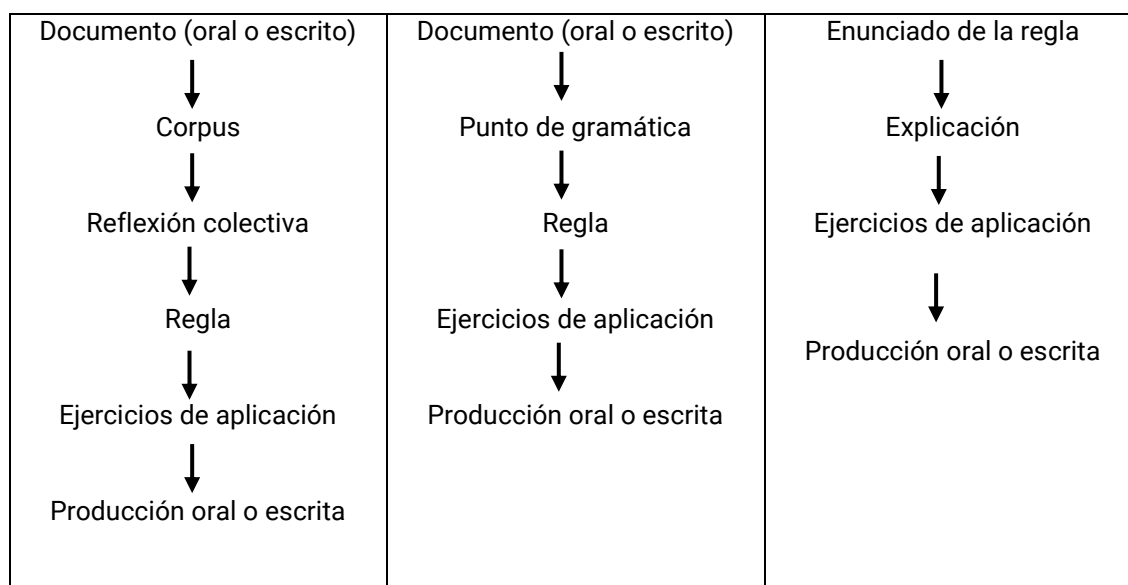 Documento (oral o escrito)
Corpus
Reflexión colectiva
Regla
Ejercicios de aplicación
Producción oral o escrita
Documento (oral o escrito)
Punto de gramática
Regla
Ejercicios de aplicación
Producción oral o escrita
Enunciado de la regla
Explicación
Ejercicios de aplicación
Producción oral o escrita